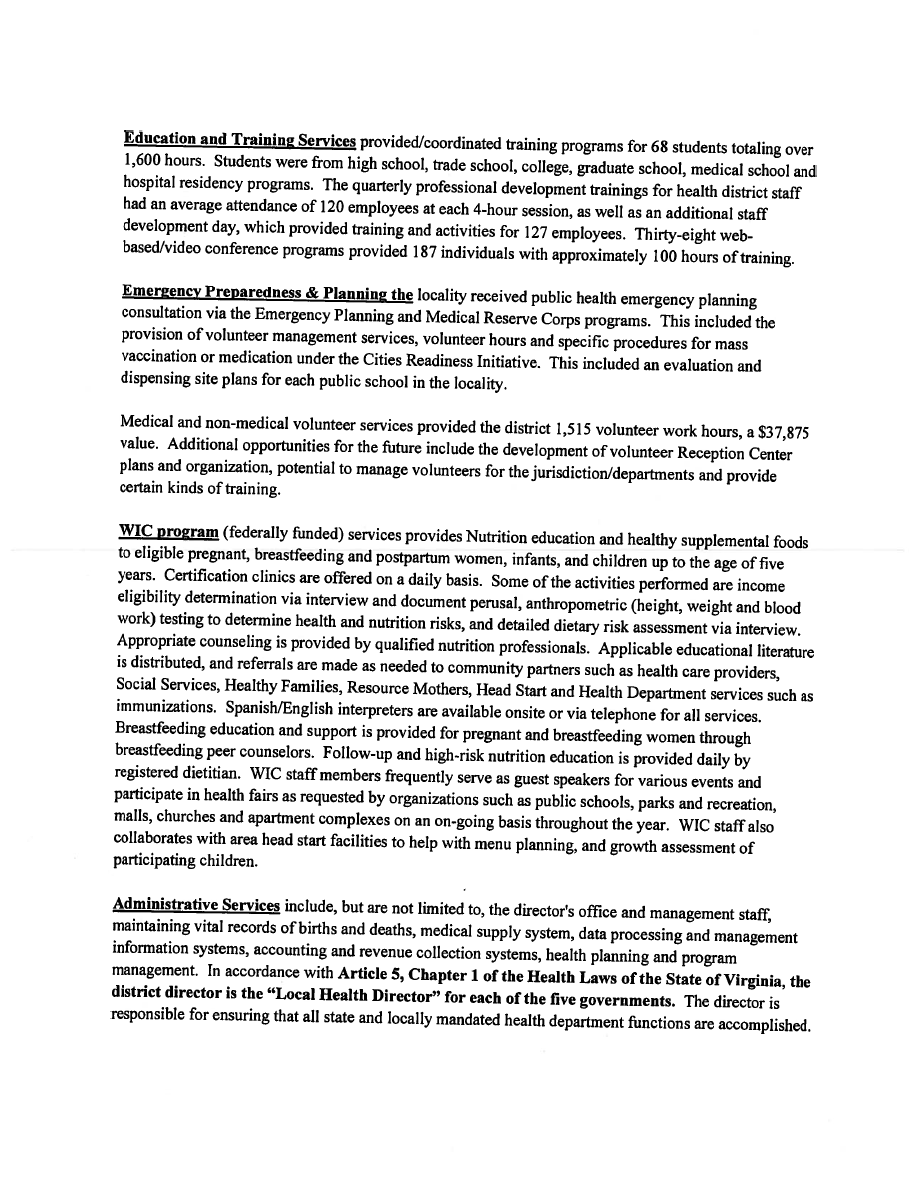 Education and Training Services provided/coordinated training programs for 68 students totaling over
1,600 hours. Students were from high school, trade school, college, graduate school, medical school and
hospital residency programs. The quarterly professional development trainings for health district staff
had an average attendance of 120 employees at each 4-hour session, as well as an additional staff
development day, which provided training and activities for 127 employees. Thirty-eight web-
based/video conference programs provided 187 individuals with approximately 100 hours of training.
Emergency Preparedness & Planning the locality received public health emergency planning
consultation via the Emergency Planning and Medical Reserve Corps programs. This included the
provision of volunteer management services, volunteer hours and specific procedures for mass
vaccination or medication under the Cities Readiness Initiative. This included an evaluation and
dispensing site plans for each public school in the locality.
Medical and non-medical volunteer services provided the district 1,515 volunteer work hours, a $37,875
value. Additional opportunities for the future include the development of volunteer Reception Center
plans and organization, potential to manage volunteers for the jurisdiction/departments and provide
certain kinds of training.
WIC program (federally funded) services provides Nutrition education and healthy supplemental foods
to eligible pregnant, breastfeeding and postpartum women, infants, and children up to the age of five
years. Certification clinics are offered on a daily basis. Some of the activities performed are income
eligibility determination via interview and document perusal, anthropometric (height, weight and blood
work) testing to determine health and nutrition risks, and detailed dietary risk assessment via interview.
Appropriate counseling is provided by qualified nutrition professionals. Applicable educational literature
is distributed, and referrals are made as needed to community partners such as health care providers,
Social Services, Healthy Families, Resource Mothers, Head Start and Health Department services such as
immunizations. Spanish/English interpreters are available onsite or via telephone for all services.
Breastfeeding education and support is provided for pregnant and breastfeeding women through
breastfeeding peer counselors. Follow-up and high-risk nutrition education is provided daily by
registered dietitian. WIC staff members frequently serve as guest speakers for various events and
participate in health fairs as requested by organizations such as public schools, parks and recreation,
malls, churches and apartment complexes on an on-going basis throughout the year. WIC staff also
collaborates with area head start facilities to help with menu planning, and growth assessment of
participating children.
Administrative Services include, but are not limited to, the director's office and management staff,
maintaining vital records of births and deaths, medical supply system, data processing and management
information systems, accounting and revenue collection systems, health planning and program
management. In accordance with Article 5, Chapter 1 of the Health Laws of the State of Virginia, the
district director is the “Local Health Director” for each of the five governments. The director is
responsible for ensuring that all state and locally mandated health department functions are accomplished.